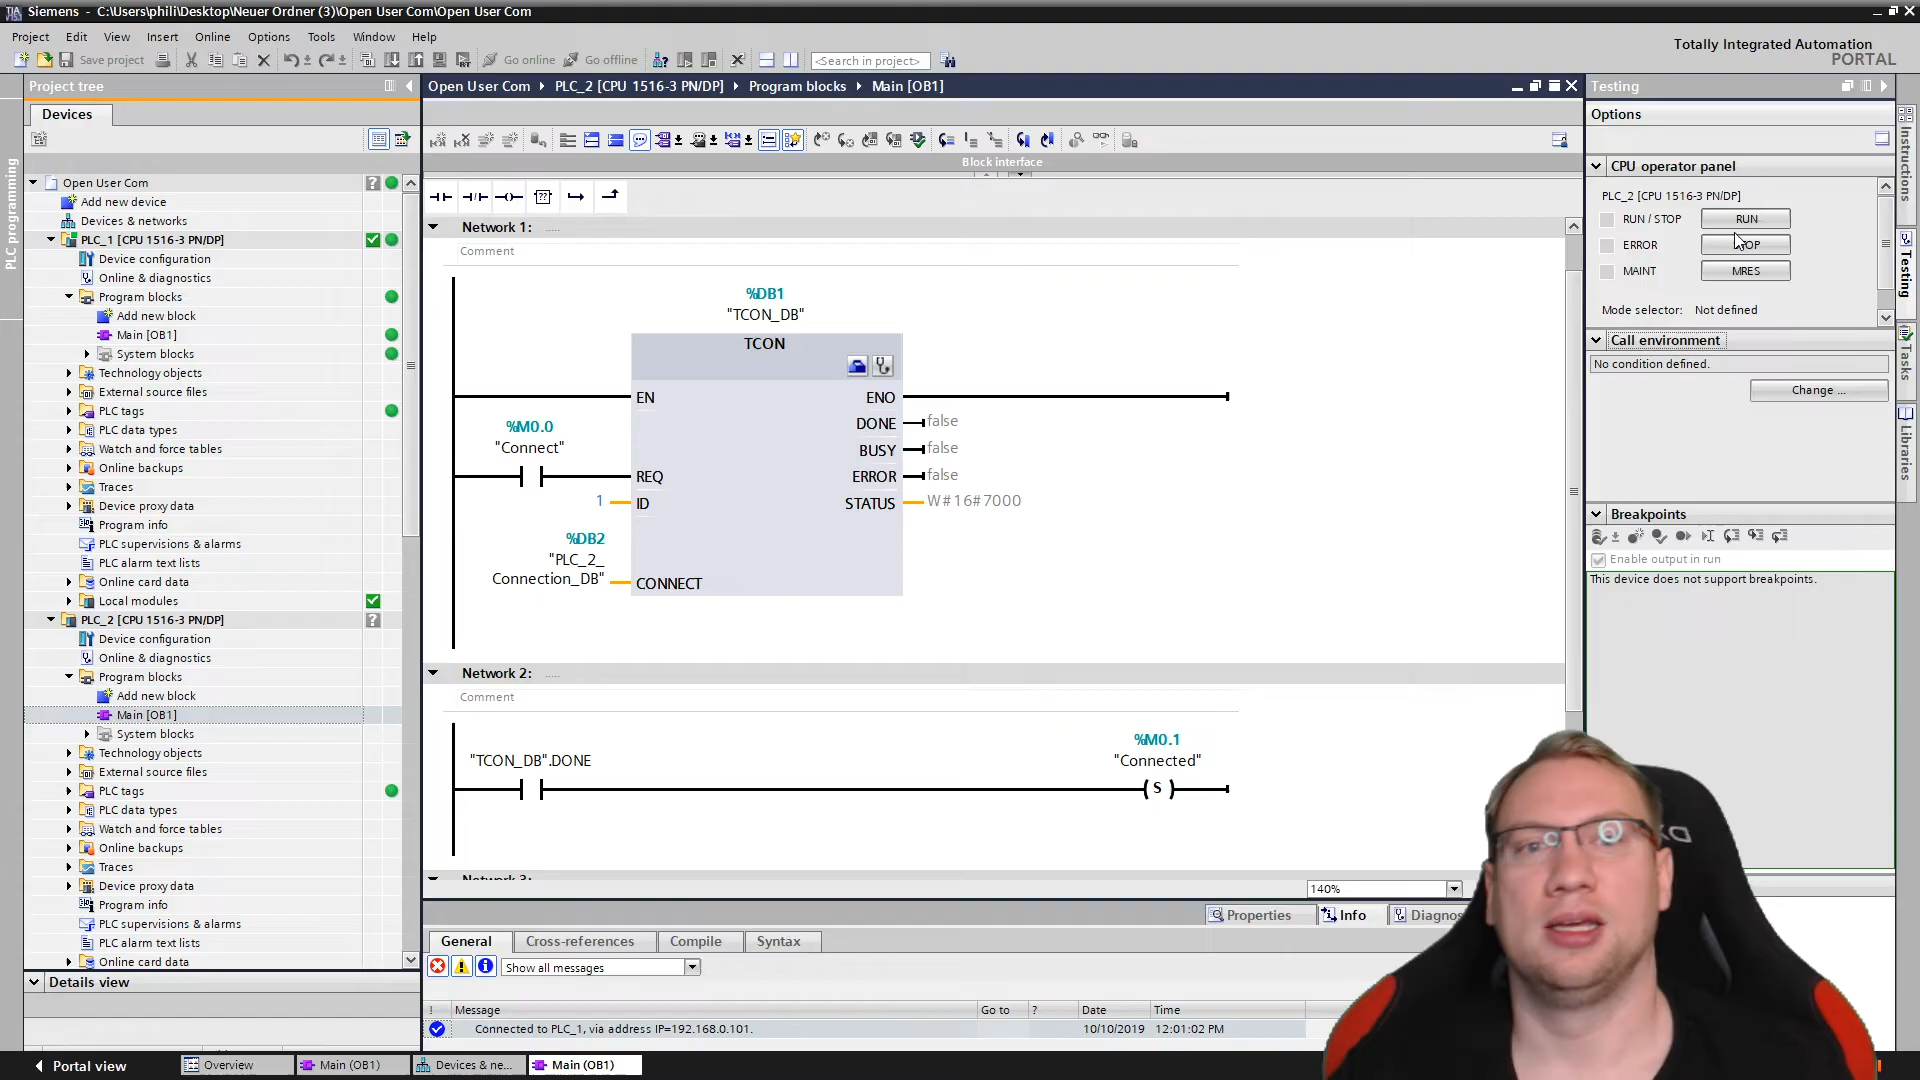 Siemens - C:\Users\phili\Desktop\Neuer Ordner (3)\Open User Com\Open User Com
Project Edit View Insert Online Options Tools Window Help
Totally Integrated Automation
PORTAL
Save project
Go online
Go offline
<Search in project>
Project tree
Open User Com PLC_2 [CPU 1516-3 PN/DP] Program blocks Main [OB1]
Testing
Devices
Options
Block interface
PLC programming
Open User Com
Add new device
Devices & networks
PLC_1 [CPU 1516-3 PN/DP]
Device configuration
Online & diagnostics
Program blocks
Add new block
Main [OB1]
System blocks
Technology objects
External source files
PLC tags
PLC data types
Watch and force tables
Online backups
Traces
Device proxy data
Program info
PLC supervisions & alarms
PLC alarm text lists
Online card data
Local modules
PLC_2 [CPU 1516-3 PN/DP]
Device configuration
Online & diagnostics
Program blocks
Add new block
Main [OB1]
System blocks
Technology objects
External source files
PLC tags
PLC data types
Watch and force tables
Online backups
Traces
Device proxy data
Program info
PLC supervisions & alarms
PLC alarm text lists
Online card data
Details view
Network 1: .....
Comment
%DB1
"TCON_DB"
TCON
EN ENO
%M0.0
"Connect"
DONE false
BUSY false
REQ ERROR false
1 ID STATUS W#16#7000
%DB2
"PLC_2_
Connection_DB" CONNECT
Network 2: .....
Comment
"TCON_DB".DONE
%M0.1
"Connected"
S
140%
CPU operator panel
PLC_2 [CPU 1516-3 PN/DP]
RUN / STOP RUN
ERROR
MAINT MRES
Mode selector: Not defined
Call environment
No condition defined.
Change ...
Breakpoints
Enable output in run
This device does not support breakpoints.
Instructions
Testing
Tasks
Libraries
Properties Info
General Cross-references Compile Syntax
Show all messages
! Message Go to ? Date Time
Connected to PLC_1, via address IP=192.168.0.101. 10/10/2019 12:01:02 PM
Portal view Overview Main (OB1) Devices & ne... Main (OB1)